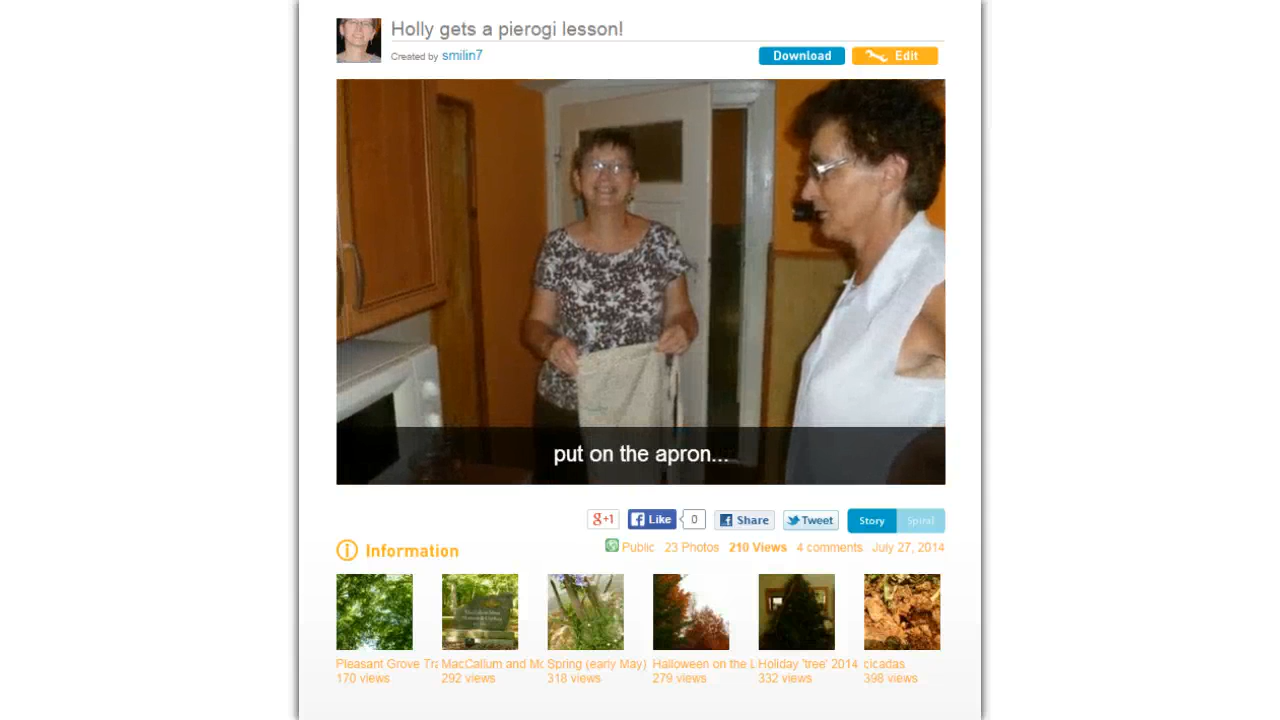 Holly gets a pierogi lesson!
Created by smilin7
Download
Edit
put on the apron...
g+1
Like
0
Share
Tweet
Story
Spiral
Information
Public 23 Photos 210 Views 4 comments July 27, 2014
Pleasant Grove Tra MacCallum and Mo Spring (early May) Halloween on the L Holiday 'tree' 2014 cicadas
170 views 292 views 318 views 279 views 332 views 398 views